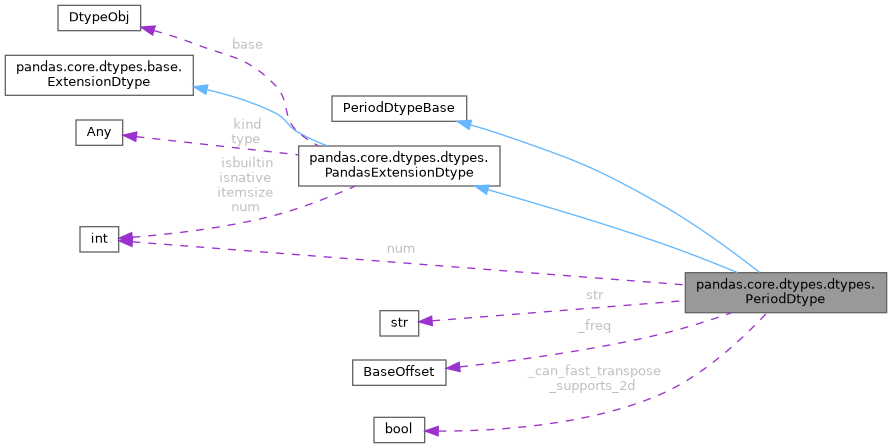 DtypeObj
base
pandas.core.dtypes.base.
ExtensionDtype
PeriodDtypeBase
kind
type
Any
pandas.core.dtypes.dtypes.
PandasExtensionDtype
isbuiltin
isnative
itemsize
num
int
num
pandas.core.dtypes.dtypes.
PeriodDtype
str
str
_freq
BaseOffset
_can_fast_transpose
_supports_2d
bool